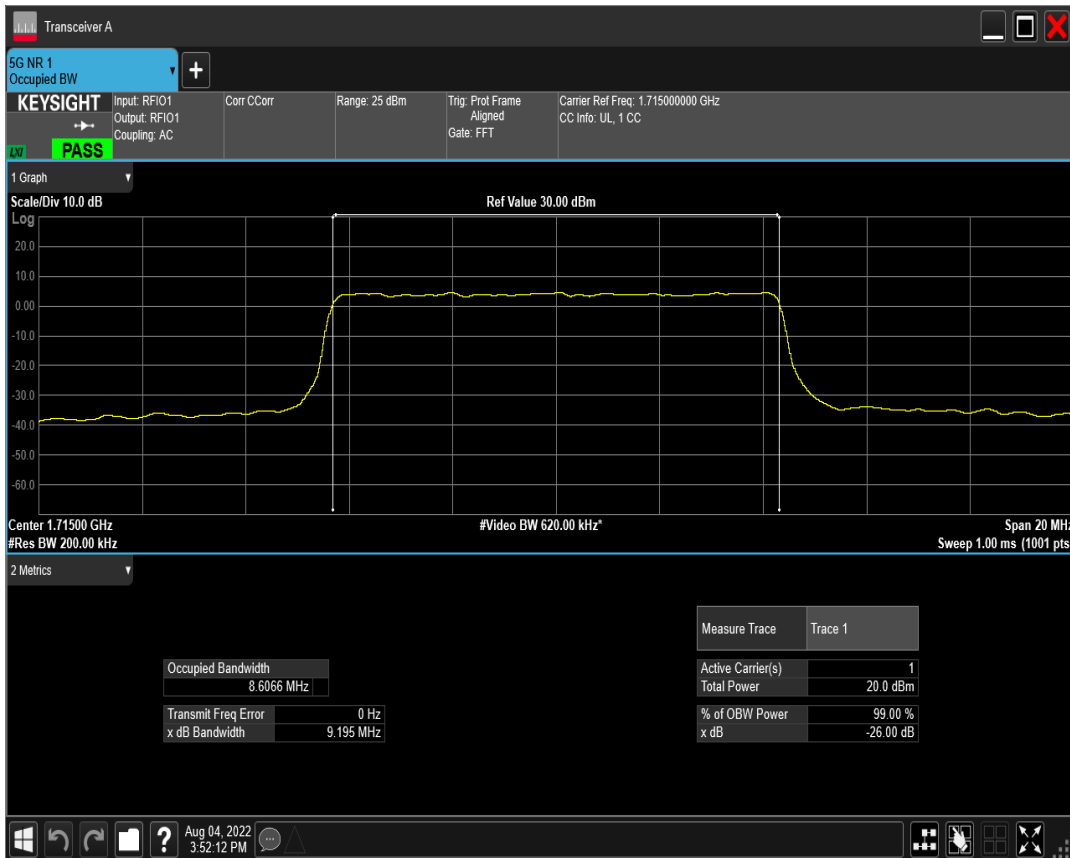 Transceiver A
5G NR 1
Occupied BW
KEYSIGHT
LXI
PASS
Input: RFIO1
Output: RFIO1
Coupling: AC
Corr CCorr
Range: 25 dBm
Trig: Prot Frame
Aligned
Gate: FFT
Carrier Ref Freq: 1.715000000 GHz
CC Info: UL, 1 CC
1 Graph
Scale/Div 10.0 dB
Ref Value 30.00 dBm
Log
20.0
10.0
0.00
-10.0
-20.0
-30.0
-40.0
-50.0
-60.0
Center 1.71500 GHz
#Video BW 620.00 kHz*
Span 20 MHz
#Res BW 200.00 kHz
Sweep 1.00 ms (1001 pts
2 Metrics
Measure Trace Trace 1
Occupied Bandwidth
8.6066 MHz
Active Carrier(s) 1
Total Power 20.0 dBm
Transmit Freq Error 0 Hz
x dB Bandwidth 9.195 MHz
% of OBW Power 99.00 %
x dB -26.00 dB
?
Aug 04, 2022
3:52:12 PM